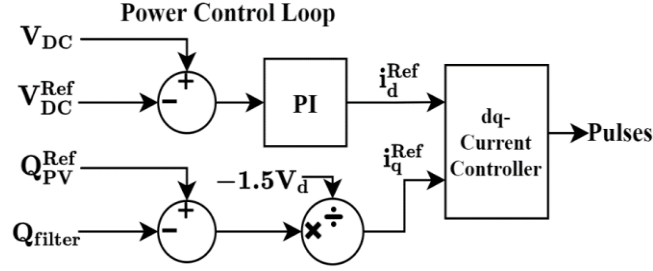 Power Control Loop
V_DC
+
V_DC^Ref
−
PI
i_d^Ref
dq-
Current
Controller
Pulses
Q_PV^Ref
+
−1.5V_d
÷
i_q^Ref
Q_filter
−
×